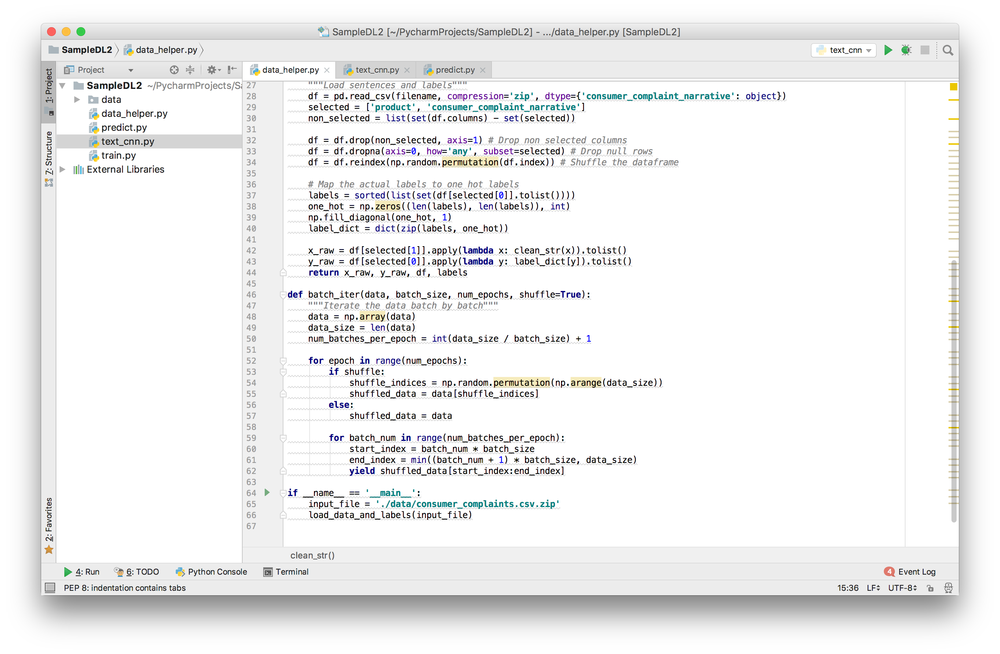 SampleDL2 [~/PycharmProjects/SampleDL2] - .../data_helper.py [SampleDL2]
SampleDL2 data_helper.py text_cnn
1: Project
7: Structure
2: Favorites
Project
SampleDL2 ~/PycharmProjects/Sa
data
data_helper.py
predict.py
text_cnn.py
train.py
External Libraries
data_helper.py text_cnn.py predict.py
27 """Load sentences and labels"""
28 df = pd.read_csv(filename, compression='zip', dtype={'consumer_complaint_narrative': object})
29 selected = ['product', 'consumer_complaint_narrative']
30 non_selected = list(set(df.columns) - set(selected))
31
32 df = df.drop(non_selected, axis=1) # Drop non selected columns
33 df = df.dropna(axis=0, how='any', subset=selected) # Drop null rows
34 df = df.reindex(np.random.permutation(df.index)) # Shuffle the dataframe
35
36 # Map the actual labels to one hot labels
37 labels = sorted(list(set(df[selected[0]].tolist())))
38 one_hot = np.zeros((len(labels), len(labels)), int)
39 np.fill_diagonal(one_hot, 1)
40 label_dict = dict(zip(labels, one_hot))
41
42 x_raw = df[selected[1]].apply(lambda x: clean_str(x)).tolist()
43 y_raw = df[selected[0]].apply(lambda y: label_dict[y]).tolist()
44 return x_raw, y_raw, df, labels
45
46 def batch_iter(data, batch_size, num_epochs, shuffle=True):
47 """Iterate the data batch by batch"""
48 data = np.array(data)
49 data_size = len(data)
50 num_batches_per_epoch = int(data_size / batch_size) + 1
51
52 for epoch in range(num_epochs):
53 if shuffle:
54 shuffle_indices = np.random.permutation(np.arange(data_size))
55 shuffled_data = data[shuffle_indices]
56 else:
57 shuffled_data = data
58
59 for batch_num in range(num_batches_per_epoch):
60 start_index = batch_num * batch_size
61 end_index = min((batch_num + 1) * batch_size, data_size)
62 yield shuffled_data[start_index:end_index]
63
64 if __name__ == '__main__':
65 input_file = './data/consumer_complaints.csv.zip'
66 load_data_and_labels(input_file)
67
clean_str()
4: Run 6: TODO Python Console Terminal 4 Event Log
PEP 8: indentation contains tabs 15:36 LF UTF-8